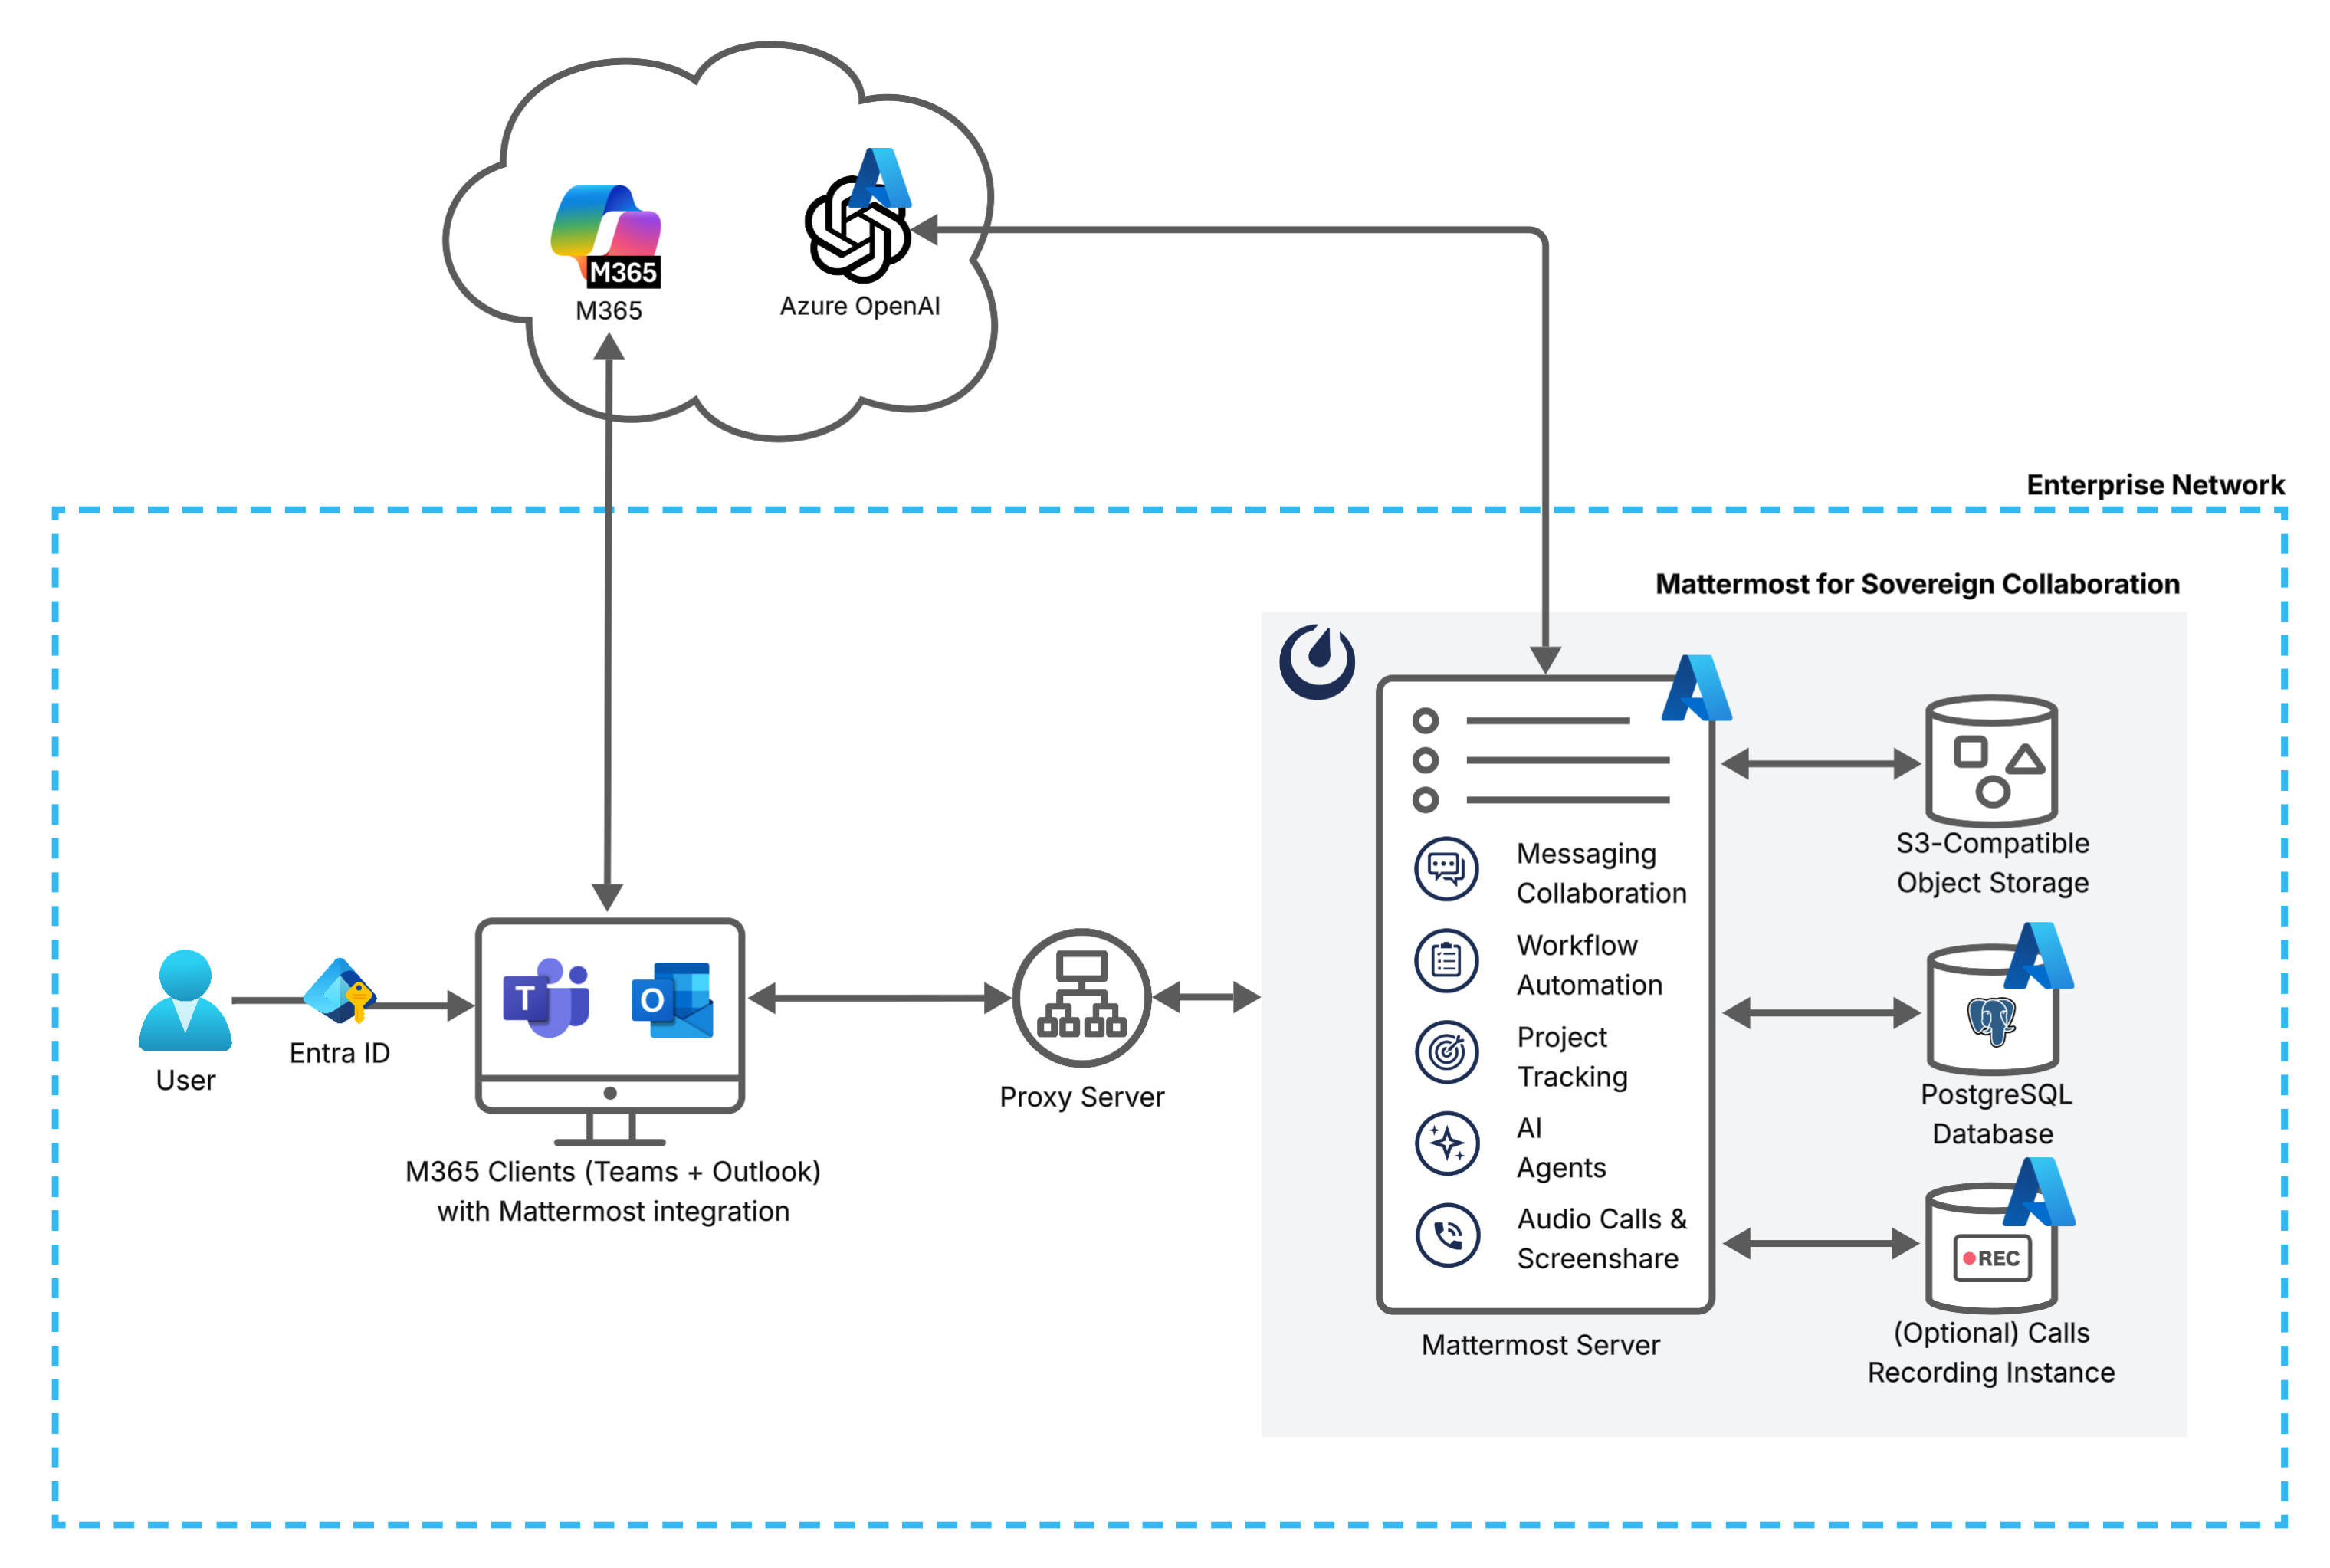 M365
M365
Azure OpenAI
Enterprise Network
Mattermost for Sovereign Collaboration
User
Entra ID
T
O
M365 Clients (Teams + Outlook)
with Mattermost integration
Proxy Server
Messaging
Collaboration
Workflow
Automation
Project
Tracking
AI
Agents
Audio Calls &
Screenshare
Mattermost Server
S3-Compatible
Object Storage
PostgreSQL
Database
REC
(Optional) Calls
Recording Instance